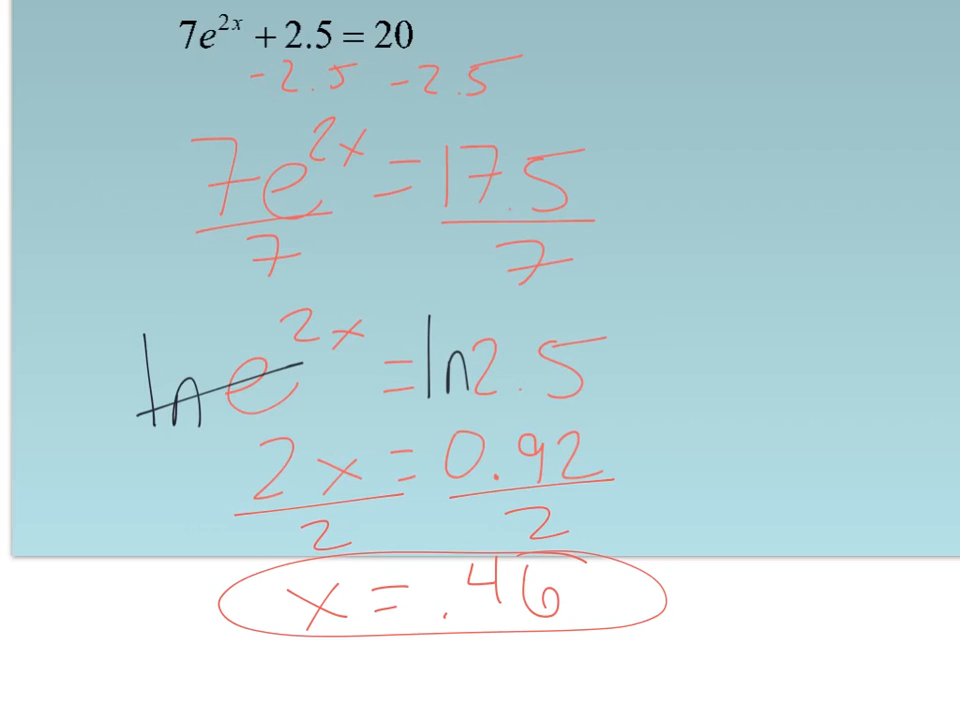 7e^{2x} + 2.5 = 20
-2.5 -2.5
7e^{2x} = 17.5
7 7
ln e^{2x} = ln 2.5
2x = 0.92
2 2
x = .46